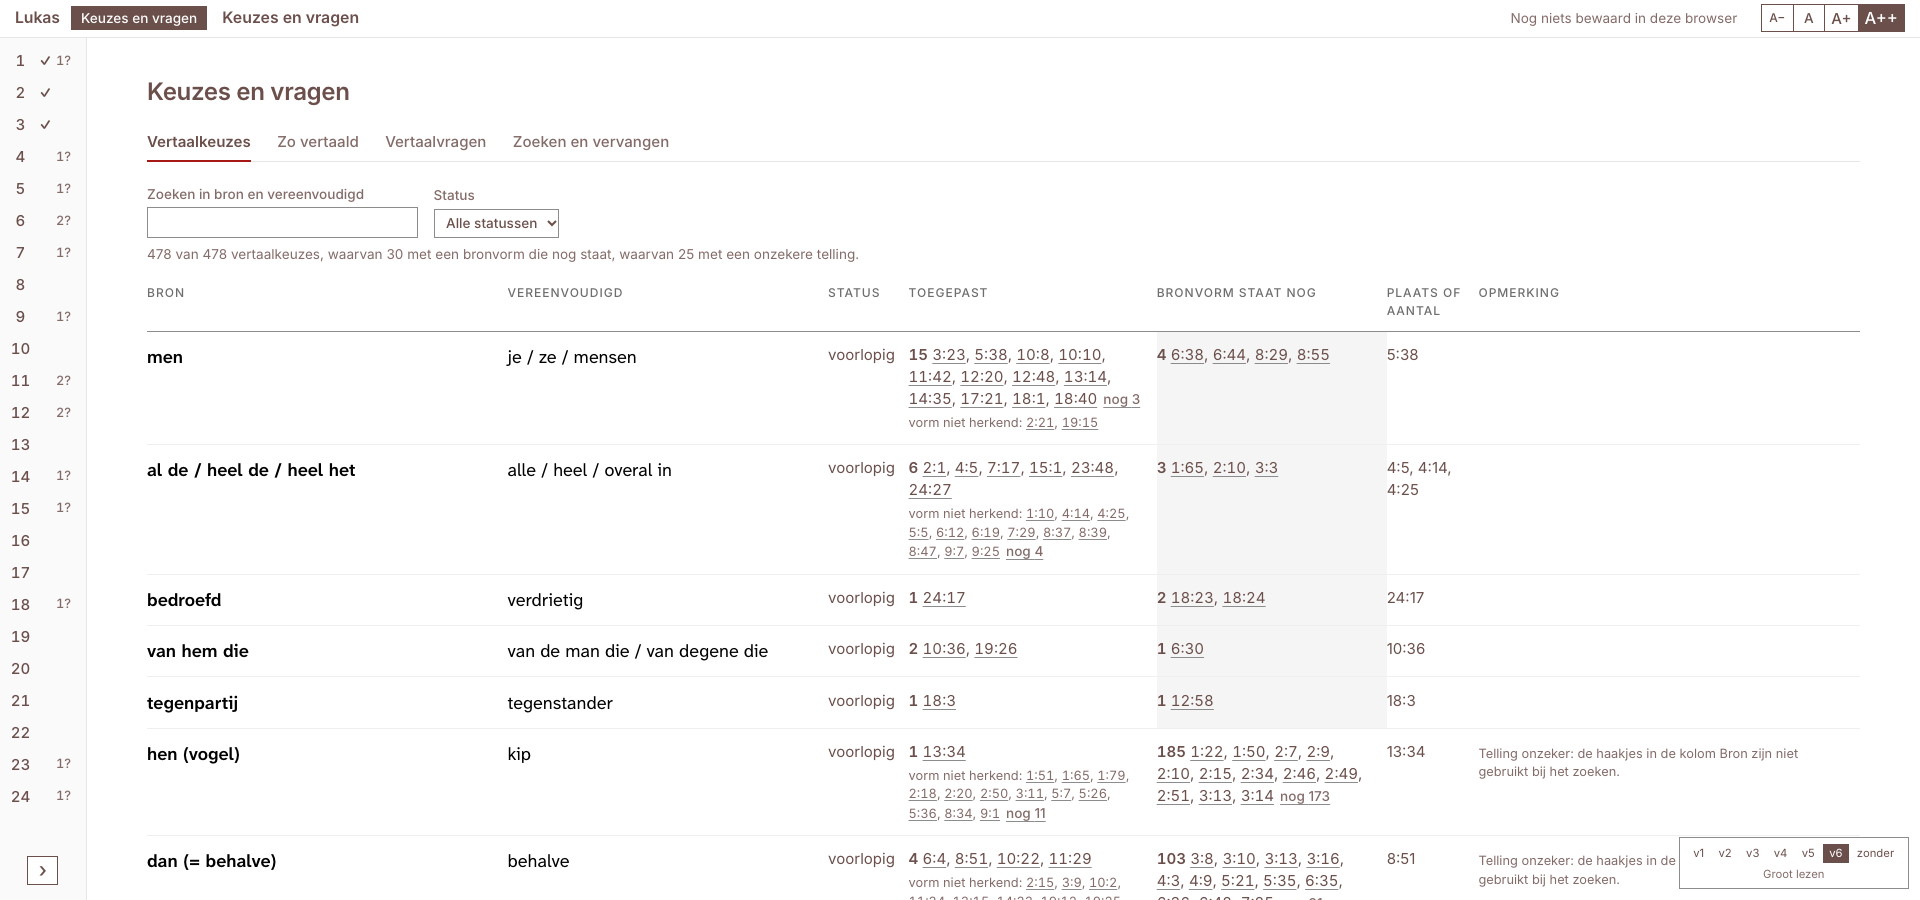 Lukas Keuzes en vragen Keuzes en vragen Nog niets bewaard in deze browser A− A A+ A++
1 ✓ 1?
2 ✓
3 ✓
4 1?
5 1?
6 2?
7 1?
8
9 1?
10
11 2?
12 2?
13
14 1?
15 1?
16
17
18 1?
19
20
21
22
23 1?
24 1?
›
Keuzes en vragen
Vertaalkeuzes Zo vertaald Vertaalvragen Zoeken en vervangen
Zoeken in bron en vereenvoudigd Status
Alle statussen
478 van 478 vertaalkeuzes, waarvan 30 met een bronvorm die nog staat, waarvan 25 met een onzekere telling.
BRON VEREENVOUDIGD STATUS TOEGEPAST BRONVORM STAAT NOG PLAATS OF
AANTAL OPMERKING
men je / ze / mensen voorlopig 15 3:23, 5:38, 10:8, 10:10,
11:42, 12:20, 12:48, 13:14,
14:35, 17:21, 18:1, 18:40 nog 3
vorm niet herkend: 2:21, 19:15
4 6:38, 6:44, 8:29, 8:55 5:38
al de / heel de / heel het alle / heel / overal in voorlopig 6 2:1, 4:5, 7:17, 15:1, 23:48,
24:27
vorm niet herkend: 1:10, 4:14, 4:25,
5:5, 6:12, 6:19, 7:29, 8:37, 8:39,
8:47, 9:7, 9:25 nog 4
3 1:65, 2:10, 3:3 4:5, 4:14,
4:25
bedroefd verdrietig voorlopig 1 24:17 2 18:23, 18:24 24:17
van hem die van de man die / van degene die voorlopig 2 10:36, 19:26 1 6:30 10:36
tegenpartij tegenstander voorlopig 1 18:3 1 12:58 18:3
hen (vogel) kip voorlopig 1 13:34
vorm niet herkend: 1:51, 1:65, 1:79,
2:18, 2:20, 2:50, 3:11, 5:7, 5:26,
5:36, 8:34, 9:1 nog 11
185 1:22, 1:50, 2:7, 2:9,
2:10, 2:15, 2:34, 2:46, 2:49,
2:51, 3:13, 3:14 nog 173
13:34 Telling onzeker: de haakjes in de kolom Bron zijn niet
gebruikt bij het zoeken.
dan (= behalve) behalve voorlopig 4 6:4, 8:51, 10:22, 11:29
vorm niet herkend: 2:15, 3:9, 10:2,
103 3:8, 3:10, 3:13, 3:16,
4:3, 4:9, 5:21, 5:35, 6:35,
8:51 Telling onzeker: de haakjes in de
gebruikt bij het zoeken.
v1 v2 v3 v4 v5 v6 zonder
Groot lezen